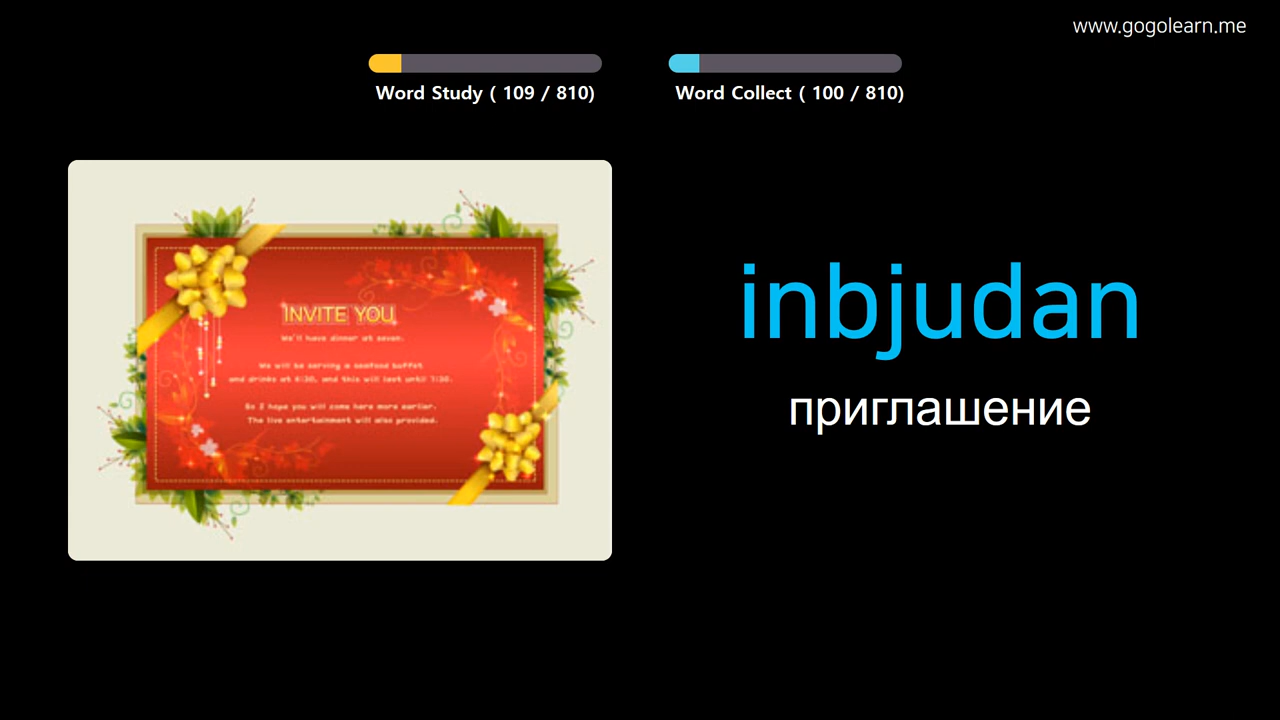 www.gogolearn.me
Word Study ( 109 / 810)
Word Collect ( 100 / 810)
INVITE YOU
We'll have dinner at seven.
We will be serving a seafood buffet
and drinks at 6:30, and this will last until 7:30.
So I hope you will come here more earlier.
The live entertainment will also provided.
inbjudan
приглашение